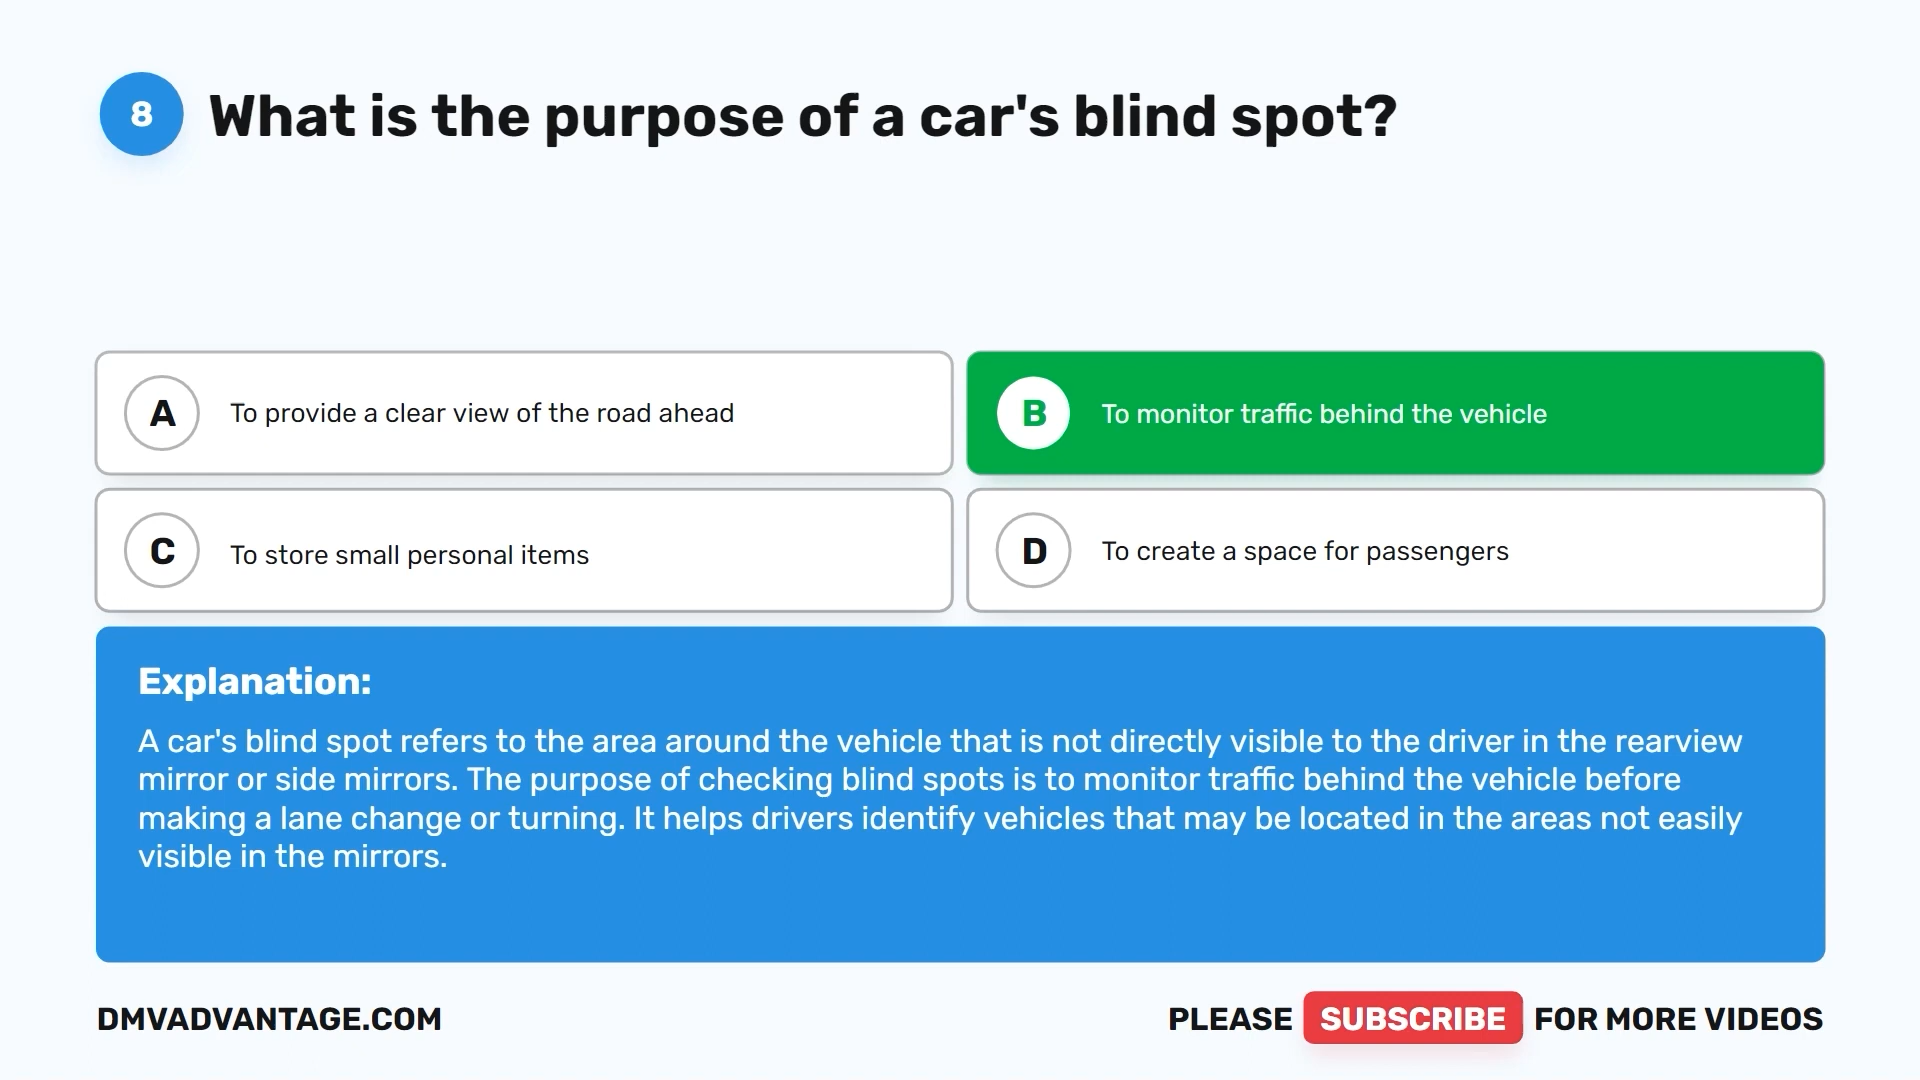 8 What is the purpose of a car's blind spot?
A To provide a clear view of the road ahead
B To monitor traffic behind the vehicle
C To store small personal items
D To create a space for passengers
Explanation:
A car's blind spot refers to the area around the vehicle that is not directly visible to the driver in the rearview
mirror or side mirrors. The purpose of checking blind spots is to monitor traffic behind the vehicle before
making a lane change or turning. It helps drivers identify vehicles that may be located in the areas not easily
visible in the mirrors.
DMVADVANTAGE.COM
PLEASE SUBSCRIBE FOR MORE VIDEOS